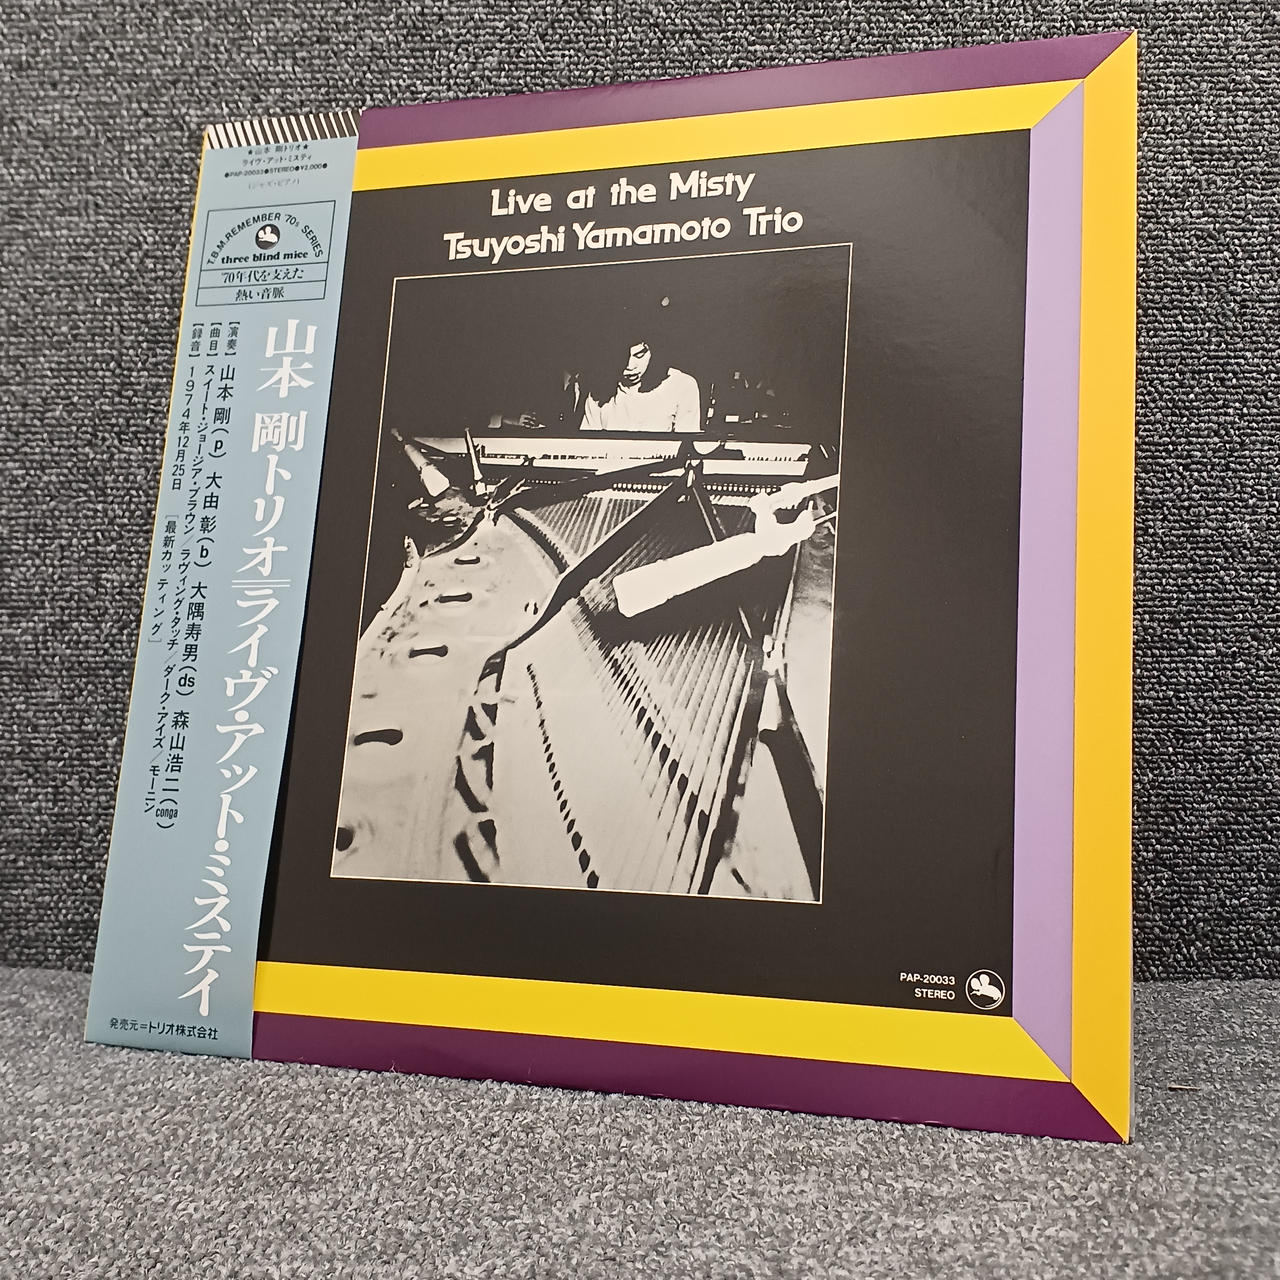 ★山本 剛トリオ★
ライヴ・アット・ミスティ
●PAP-20033●STEREO●¥2,000●
(ジャズ・ピアノ)
T.B.M. REMEMBER '70s SERIES
three blind mice
70年代を支えた
熱い音脈
山本 剛トリオ=ライヴ・アット・ミスティ
【演奏】山本 剛(p) 大由 彰(b) 大隅寿男(ds) 森山浩二(conga)
【曲目】スイート・ジョージア・ブラウン/ラヴィング・タッチ/ダーク・アイズ/モーニン
【録音】1974年12月25日 [最新カッティング]
発売元=トリオ株式会社
Live at the Misty
Tsuyoshi Yamamoto Trio
PAP-20033
STEREO